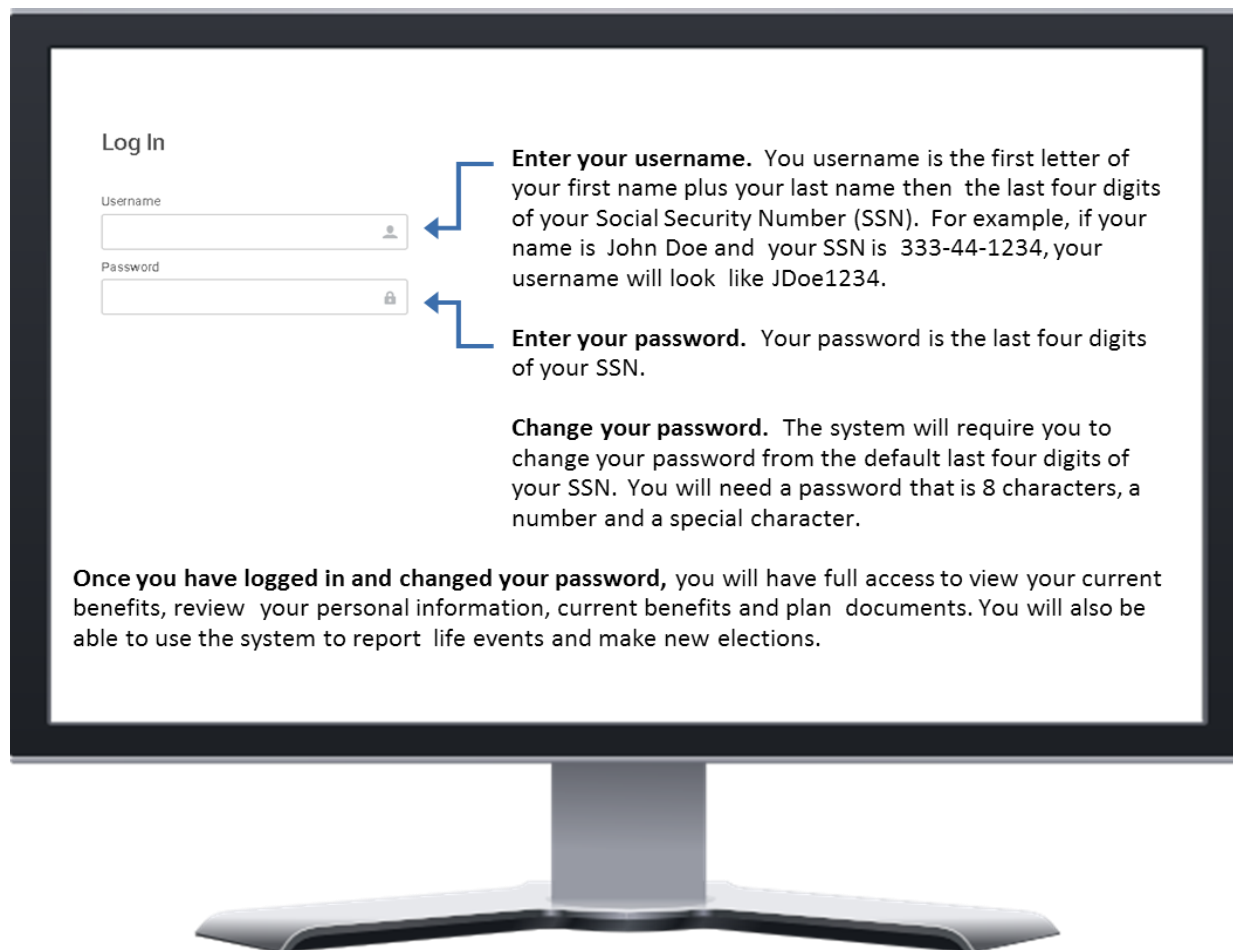 Log In
Username
Password
Enter your username. You username is the first letter of
your first name plus your last name then the last four digits
of your Social Security Number (SSN). For example, if your
name is John Doe and your SSN is 333-44-1234, your
username will look like JDoe1234.
Enter your password. Your password is the last four digits
of your SSN.
Change your password. The system will require you to
change your password from the default last four digits of
your SSN. You will need a password that is 8 characters, a
number and a special character.
Once you have logged in and changed your password, you will have full access to view your current
benefits, review your personal information, current benefits and plan documents. You will also be
able to use the system to report life events and make new elections.